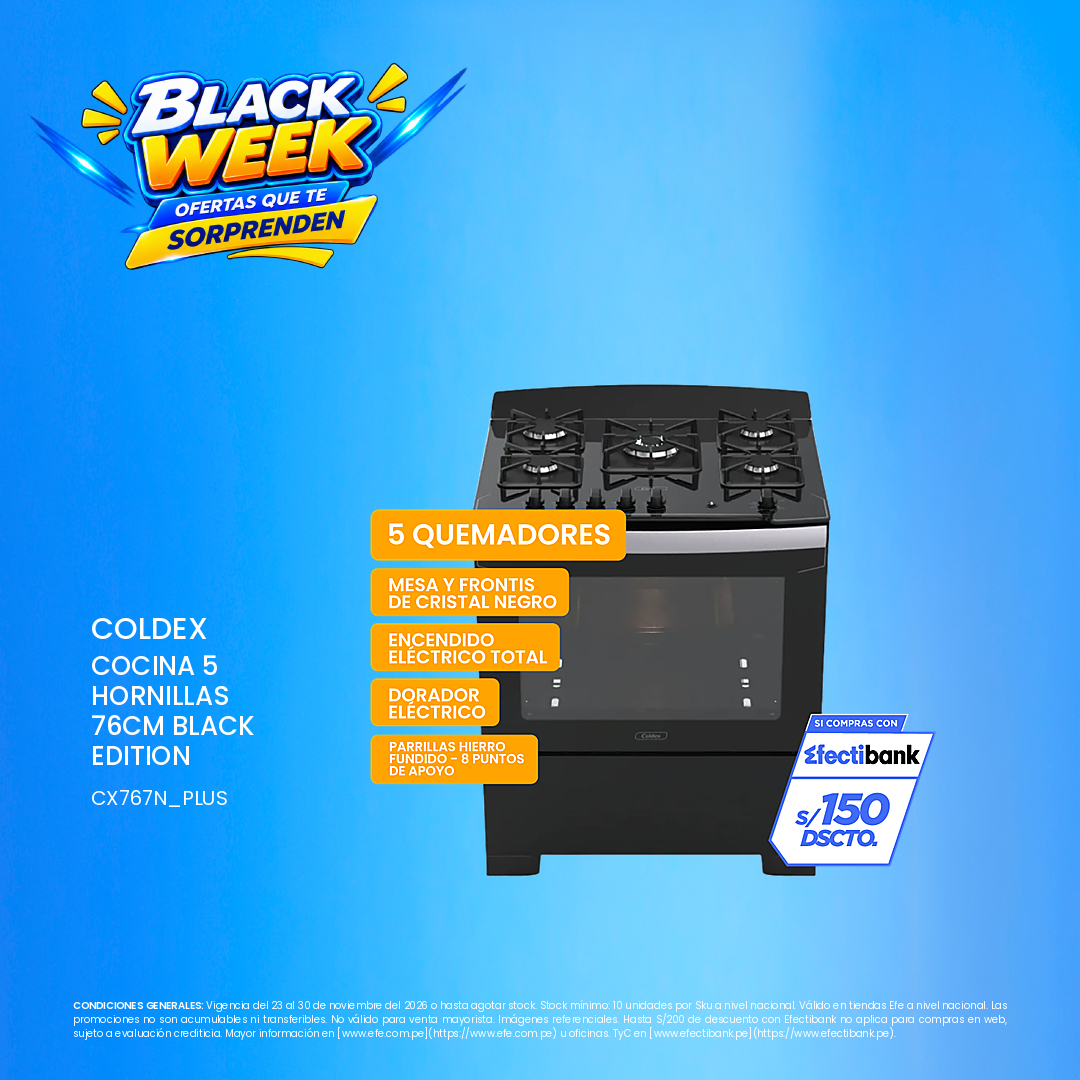 BLACK
WEEK
OFERTAS QUE TE
SORPRENDEN
5 QUEMADORES
MESA Y FRONTIS
DE CRISTAL NEGRO
ENCENDIDO
ELÉCTRICO TOTAL
DORADOR
ELÉCTRICO
PARRILLAS HIERRO
FUNDIDO - 8 PUNTOS
DE APOYO
COLDEX
COCINA 5
HORNILLAS
76CM BLACK
EDITION
CX767N_PLUS
Coldex
SI COMPRAS CON
Efectibank
S/150
DSCTO.
CONDICIONES GENERALES: Vigencia del 23 al 30 de noviembre del 2026 o hasta agotar stock. Stock mínimo: 10 unidades por Sku a nivel nacional. Válido en tiendas Efe a nivel nacional. Las
promociones no son acumulables ni transferibles. No válido para venta mayorista. Imágenes referenciales. Hasta S/200 de descuento con Efectibank no aplica para compras en web,
sujeto a evaluación crediticia. Mayor información en [www.efe.com.pe](https://www.efe.com.pe) u oficinas. TyC en [www.efectibank.pe](https://www.efectibank.pe).